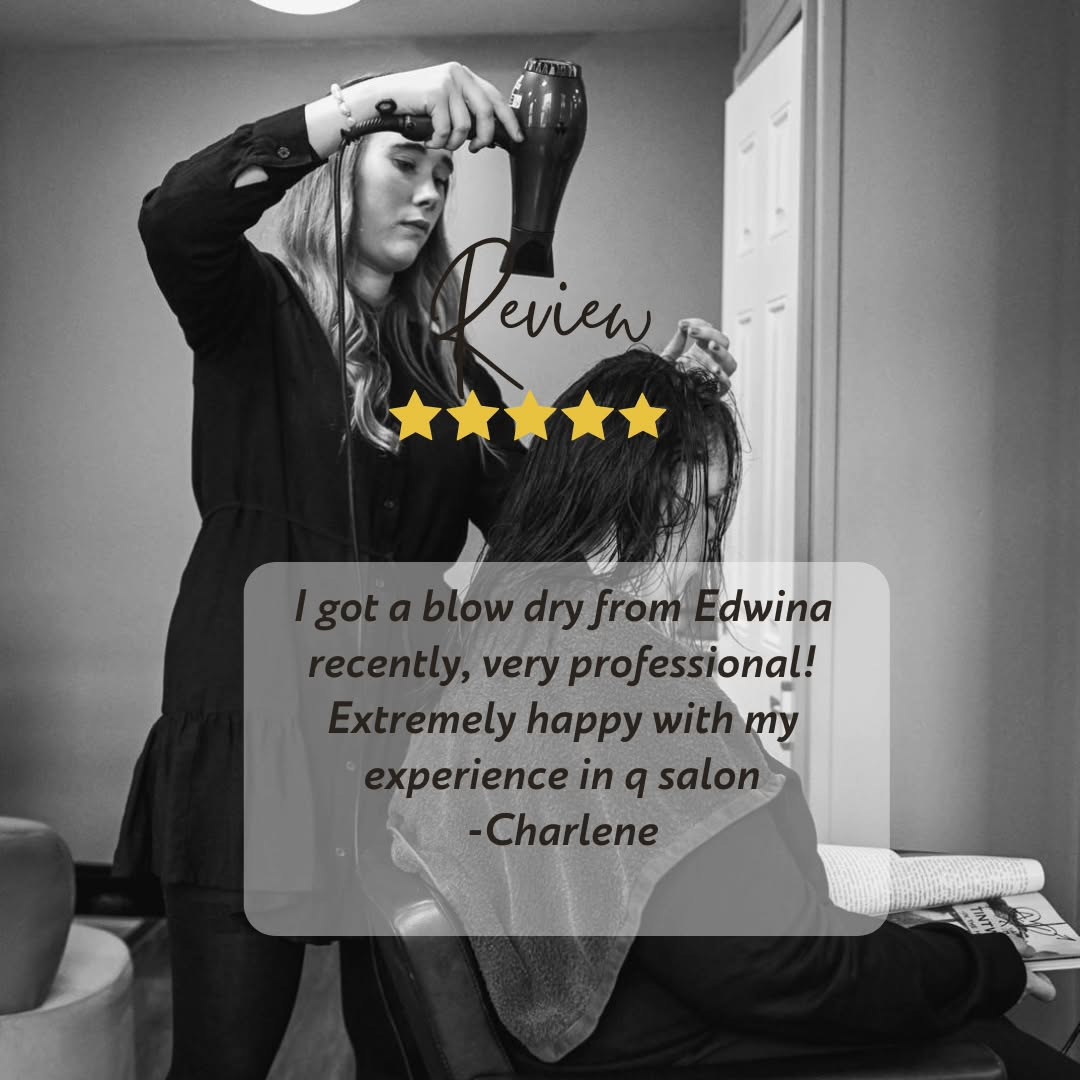 Review
I got a blow dry from Edwina
recently, very professional!
Extremely happy with my
experience in q salon
-Charlene